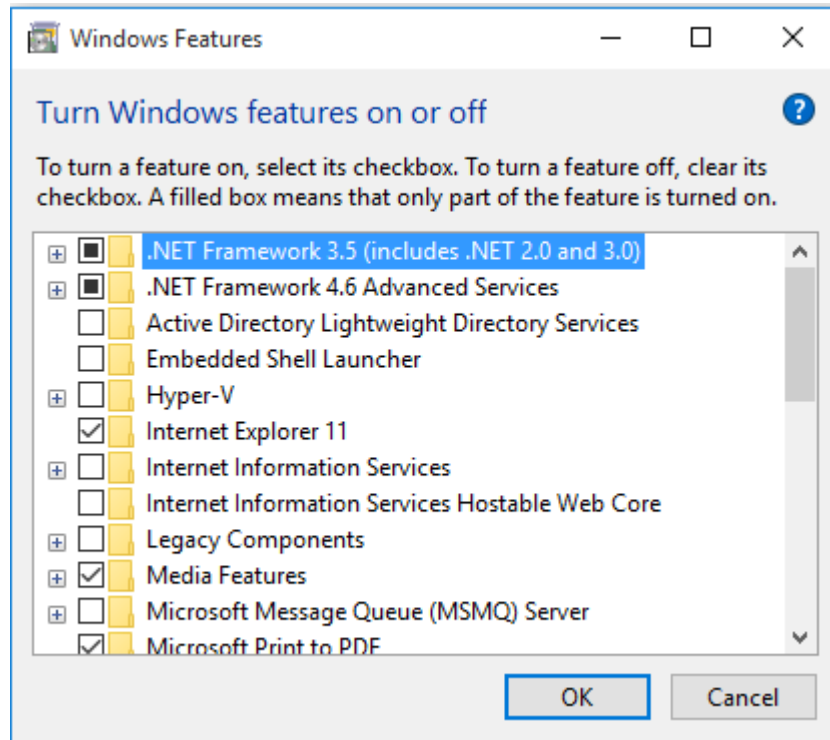 Windows Features
Turn Windows features on or off
?
To turn a feature on, select its checkbox. To turn a feature off, clear its
checkbox. A filled box means that only part of the feature is turned on.
.NET Framework 3.5 (includes .NET 2.0 and 3.0)
.NET Framework 4.6 Advanced Services
Active Directory Lightweight Directory Services
Embedded Shell Launcher
Hyper-V
Internet Explorer 11
Internet Information Services
Internet Information Services Hostable Web Core
Legacy Components
Media Features
Microsoft Message Queue (MSMQ) Server
Microsoft Print to PDF
OK
Cancel